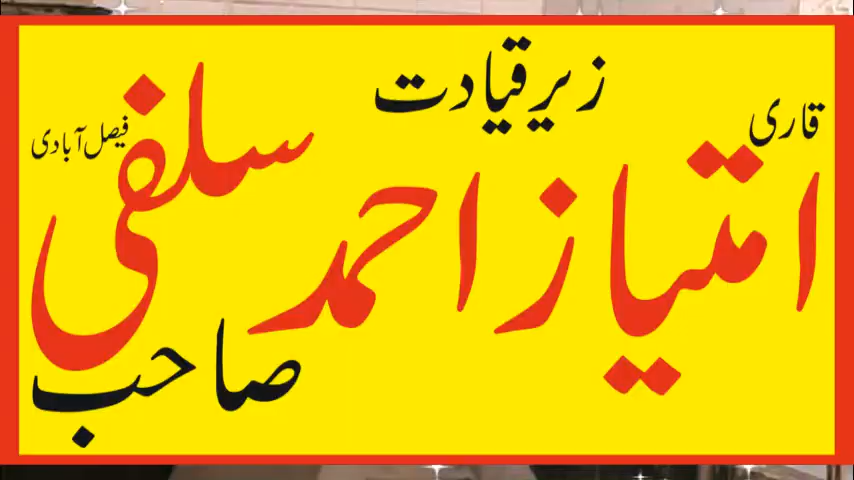 زیر قیادت
قاری
امتیاز احمد سلفی
فیصل آبادی
صاحب